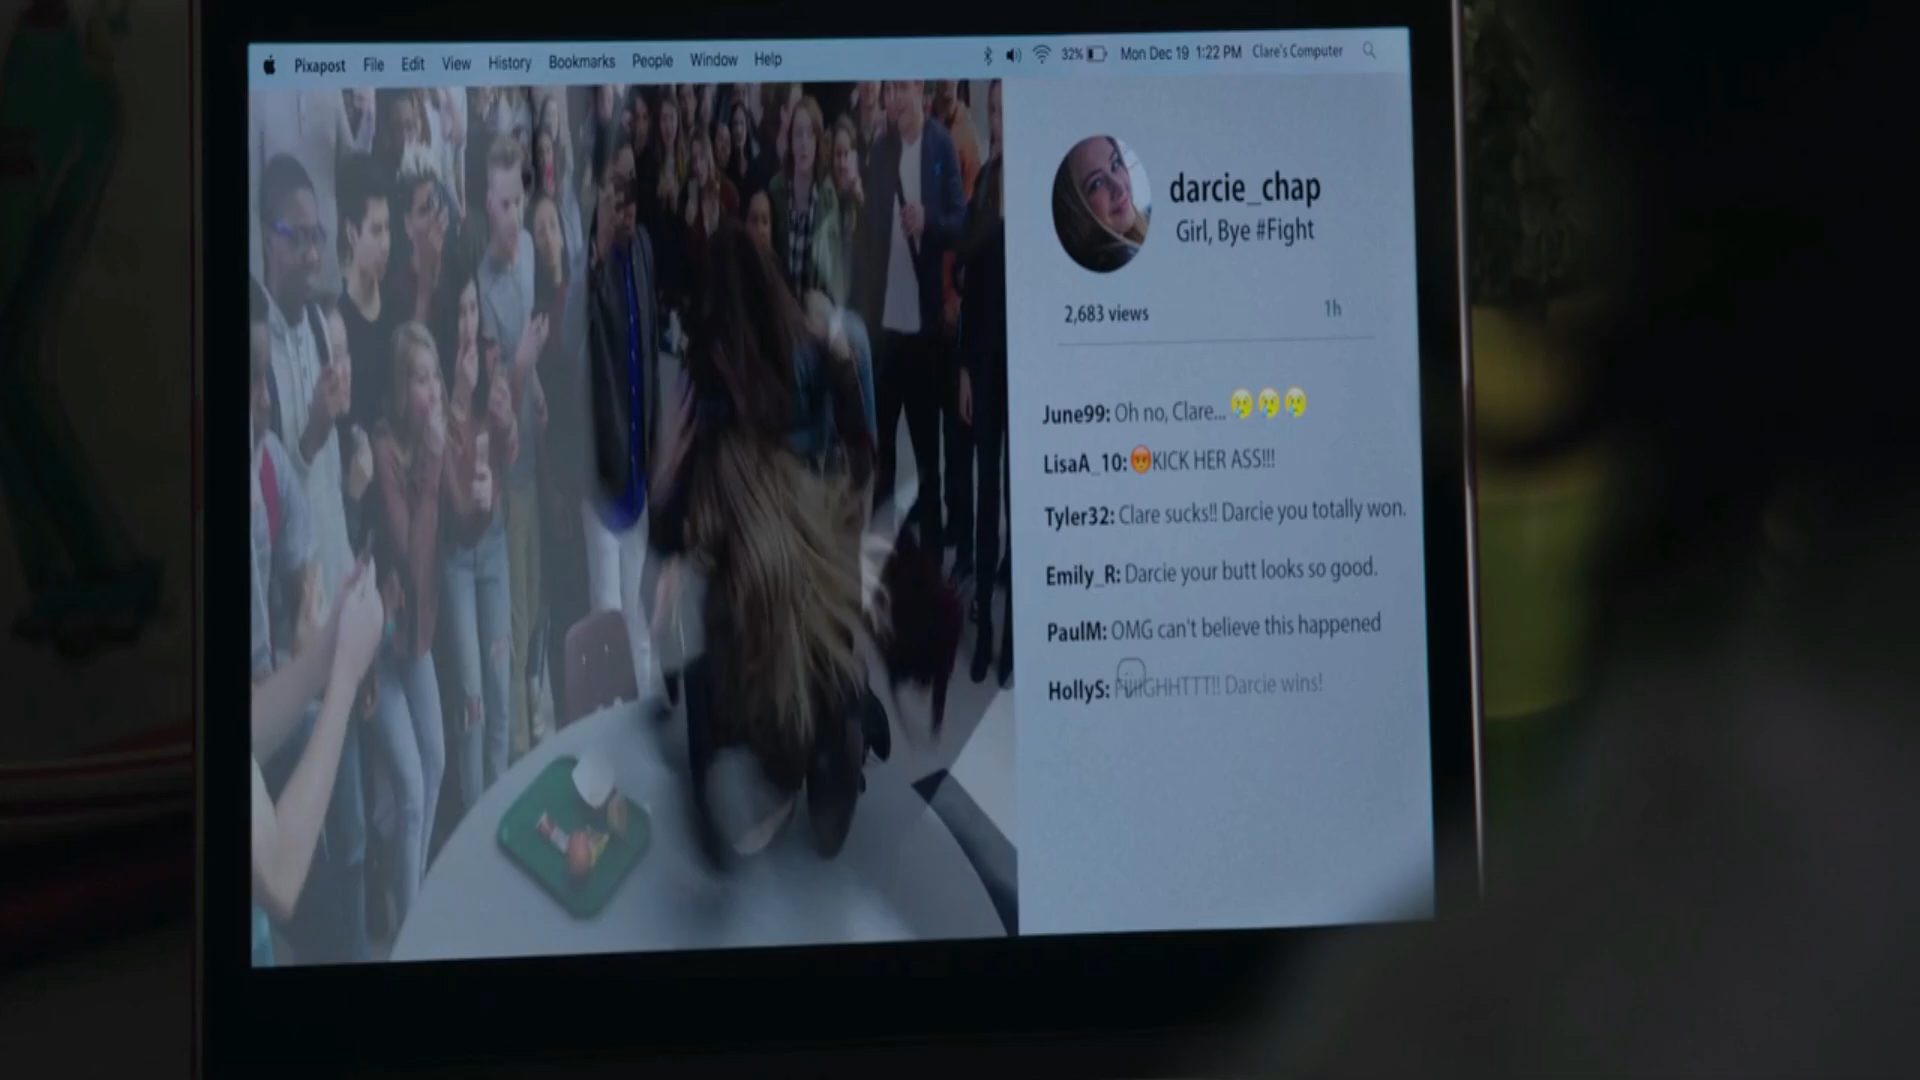 Pixapost File Edit View History Bookmarks People Window Help 32% Mon Dec 19 1:22 PM Clare's Computer
darcie_chap
Girl, Bye #Fight
2,683 views 1h
June99: Oh no, Clare... 😢😢😢
LisaA_10: 😡KICK HER ASS!!!
Tyler32: Clare sucks!! Darcie you totally won.
Emily_R: Darcie your butt looks so good.
PaulM: OMG can't believe this happened
HollyS: Darcie wins!